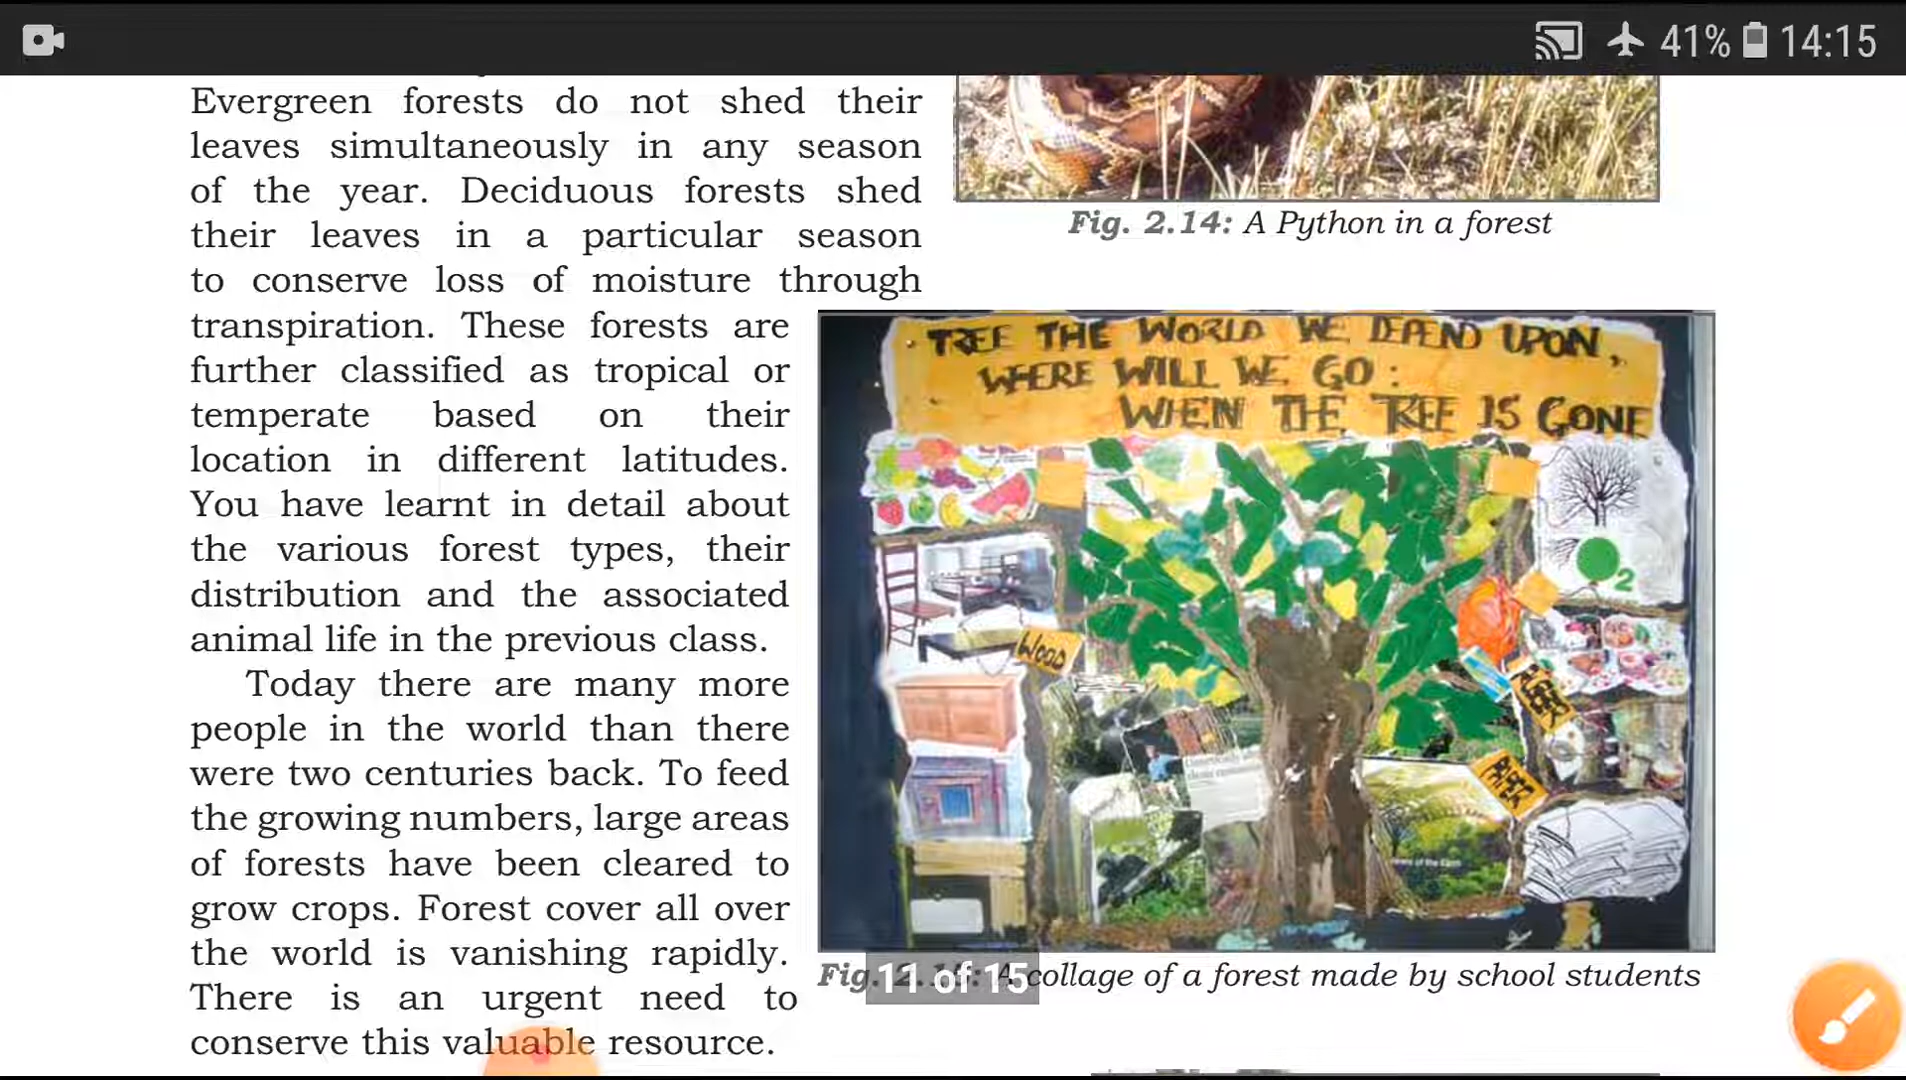 41% 14:15
Evergreen forests do not shed their
leaves simultaneously in any season
of the year. Deciduous forests shed
their leaves in a particular season
to conserve loss of moisture through
transpiration. These forests are
further classified as tropical or
temperate based on their
location in different latitudes.
You have learnt in detail about
the various forest types, their
distribution and the associated
animal life in the previous class.
Today there are many more
people in the world than there
were two centuries back. To feed
the growing numbers, large areas
of forests have been cleared to
grow crops. Forest cover all over
the world is vanishing rapidly.
There is an urgent need to
conserve this valuable resource.
Fig. 2.14: A Python in a forest
TREE THE WORLD WE DEPEND UPON,
WHERE WILL WE GO:
WHEN THE TREE IS GONE
2
WOOD
PAPER
Fig. A collage of a forest made by school students
11 of 15